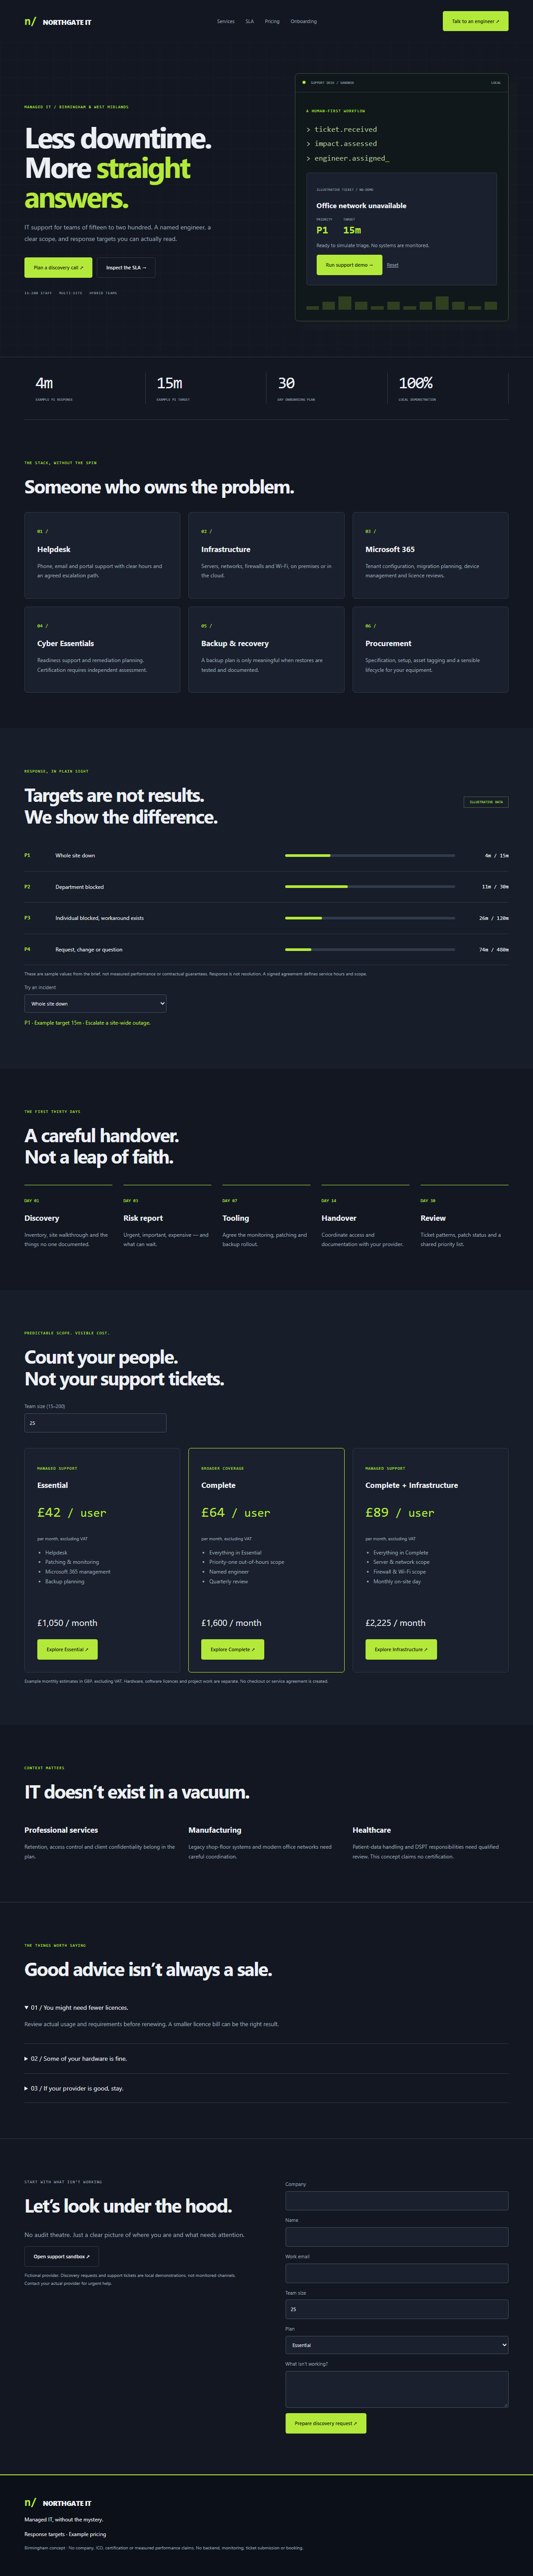 n/ NORTHGATE IT
Services SLA Pricing Onboarding
Talk to an engineer ↗
MANAGED IT / BIRMINGHAM & WEST MIDLANDS
Less downtime.
More straight
answers.
IT support for teams of fifteen to two hundred. A named engineer, a
clear scope, and response targets you can actually read.
Plan a discovery call ↗ Inspect the SLA →
15–200 STAFF MULTI-SITE HYBRID TEAMS
SUPPORT DESK / SANDBOX LOCAL
A HUMAN-FIRST WORKFLOW
> ticket.received
> impact.assessed
> engineer.assigned_
ILLUSTRATIVE TICKET / NG-DEMO
Office network unavailable
PRIORITY TARGET
P1 15m
Ready to simulate triage. No systems are monitored.
Run support demo → Reset
4m 15m 30 100%
EXAMPLE P1 RESPONSE EXAMPLE P1 TARGET DAY ONBOARDING PLAN LOCAL DEMONSTRATION
THE STACK, WITHOUT THE SPIN
Someone who owns the problem.
01 /
Helpdesk
Phone, email and portal support with clear hours and
an agreed escalation path.
02 /
Infrastructure
Servers, networks, firewalls and Wi-Fi, on premises or in
the cloud.
03 /
Microsoft 365
Tenant configuration, migration planning, device
management and licence reviews.
04 /
Cyber Essentials
Readiness support and remediation planning.
Certification requires independent assessment.
05 /
Backup & recovery
A backup plan is only meaningful when restores are
tested and documented.
06 /
Procurement
Specification, setup, asset tagging and a sensible
lifecycle for your equipment.
RESPONSE, IN PLAIN SIGHT
Targets are not results.
We show the difference.
ILLUSTRATIVE DATA
P1 Whole site down 4m / 15m
P2 Department blocked 11m / 30m
P3 Individual blocked, workaround exists 26m / 120m
P4 Request, change or question 74m / 480m
These are sample values from the brief, not measured performance or contractual guarantees. Response is not resolution. A signed agreement defines service hours and scope.
Try an incident
Whole site down
P1 · Example target 15m · Escalate a site-wide outage.
THE FIRST THIRTY DAYS
A careful handover.
Not a leap of faith.
DAY 01
Discovery
Inventory, site walkthrough and the
things no one documented.
DAY 03
Risk report
Urgent, important, expensive — and
what can wait.
DAY 07
Tooling
Agree the monitoring, patching and
backup rollout.
DAY 14
Handover
Coordinate access and
documentation with your provider.
DAY 30
Review
Ticket patterns, patch status and a
shared priority list.
PREDICTABLE SCOPE. VISIBLE COST.
Count your people.
Not your support tickets.
Team size (15–200)
25
MANAGED SUPPORT
Essential
£42 / user
per month, excluding VAT
• Helpdesk
• Patching & monitoring
• Microsoft 365 management
• Backup planning
£1,050 / month
Explore Essential ↗
BROADER COVERAGE
Complete
£64 / user
per month, excluding VAT
• Everything in Essential
• Priority-one out-of-hours scope
• Named engineer
• Quarterly review
£1,600 / month
Explore Complete ↗
MANAGED SUPPORT
Complete + Infrastructure
£89 / user
per month, excluding VAT
• Everything in Complete
• Server & network scope
• Firewall & Wi-Fi scope
• Monthly on-site day
£2,225 / month
Explore Infrastructure ↗
Example monthly estimates in GBP, excluding VAT. Hardware, software licences and project work are separate. No checkout or service agreement is created.
CONTEXT MATTERS
IT doesn’t exist in a vacuum.
Professional services
Retention, access control and client confidentiality belong in the
plan.
Manufacturing
Legacy shop-floor systems and modern office networks need
careful coordination.
Healthcare
Patient-data handling and DSPT responsibilities need qualified
review. This concept claims no certification.
THE THINGS WORTH SAYING
Good advice isn’t always a sale.
▼ 01 / You might need fewer licences.
Review actual usage and requirements before renewing. A smaller licence bill can be the right result.
▶ 02 / Some of your hardware is fine.
▶ 03 / If your provider is good, stay.
START WITH WHAT ISN’T WORKING
Let’s look under the hood.
No audit theatre. Just a clear picture of where you are and what needs attention.
Open support sandbox ↗
Fictional provider. Discovery requests and support tickets are local demonstrations, not monitored channels.
Contact your actual provider for urgent help.
Company
Name
Work email
Team size
25
Plan
Essential
What isn’t working?
Prepare discovery request ↗
n/ NORTHGATE IT
Managed IT, without the mystery.
Response targets · Example pricing
Birmingham concept · No company, ICO, certification or measured performance claims. No backend, monitoring, ticket submission or booking.